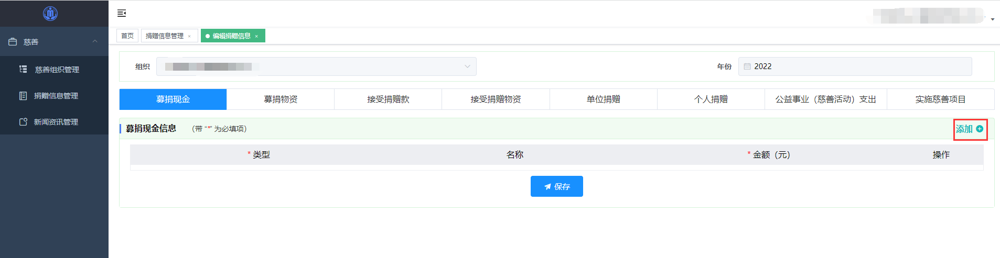 慈善
慈善组织管理
捐赠信息管理
新闻资讯管理
首页 捐赠信息管理 × 编辑捐赠信息 ×
组织 年份 2022
募捐现金 募捐物资 接受捐赠款 接受捐赠物资 单位捐赠 个人捐赠 公益事业（慈善活动）支出 实施慈善项目
募捐现金信息 （带 “*” 为必填项） 添加
* 类型 名称 * 金额（元） 操作
保存